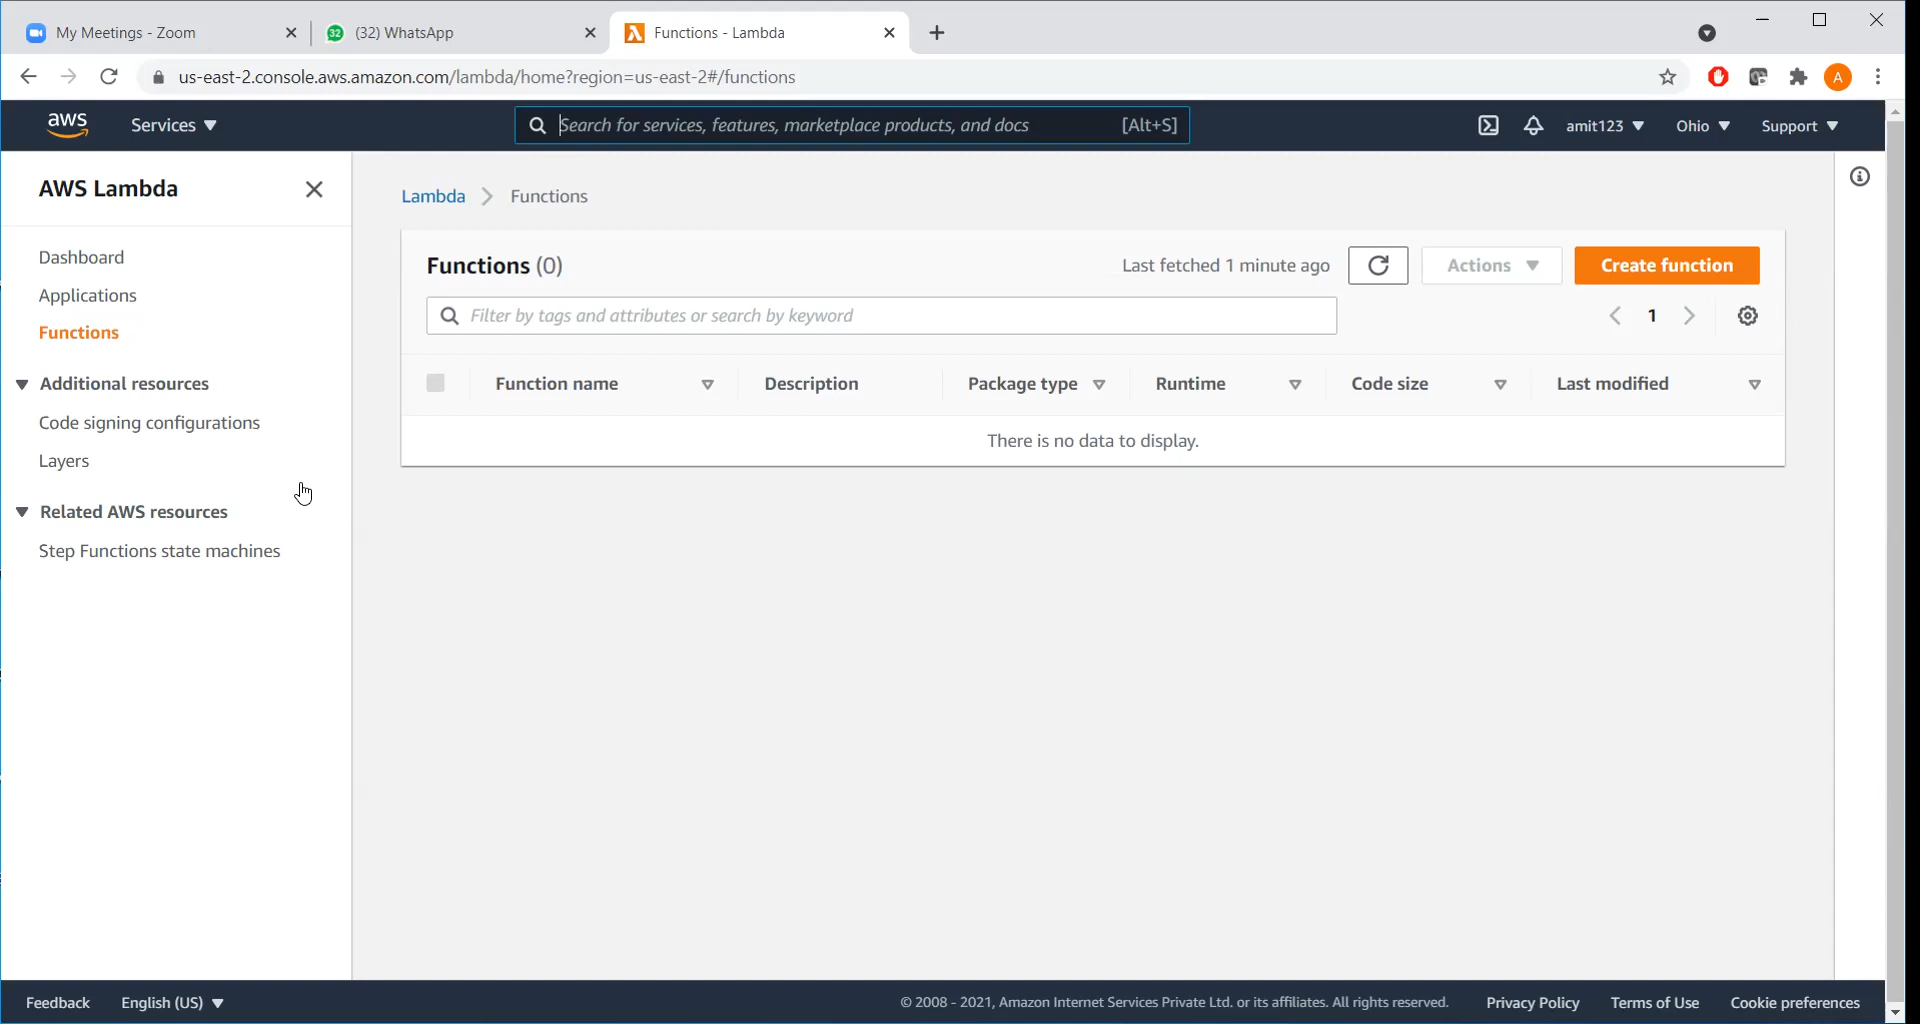 My Meetings - Zoom
32 (32) WhatsApp
Functions - Lambda
us-east-2.console.aws.amazon.com/lambda/home?region=us-east-2#/functions
A
aws Services Search for services, features, marketplace products, and docs [Alt+S] amit123 Ohio Support
AWS Lambda
Dashboard
Applications
Functions
Additional resources
Code signing configurations
Layers
Related AWS resources
Step Functions state machines
Lambda Functions
Functions (0) Last fetched 1 minute ago Actions Create function
Filter by tags and attributes or search by keyword 1
Function name Description Package type Runtime Code size Last modified
There is no data to display.
Feedback English (US) © 2008 - 2021, Amazon Internet Services Private Ltd. or its affiliates. All rights reserved. Privacy Policy Terms of Use Cookie preferences